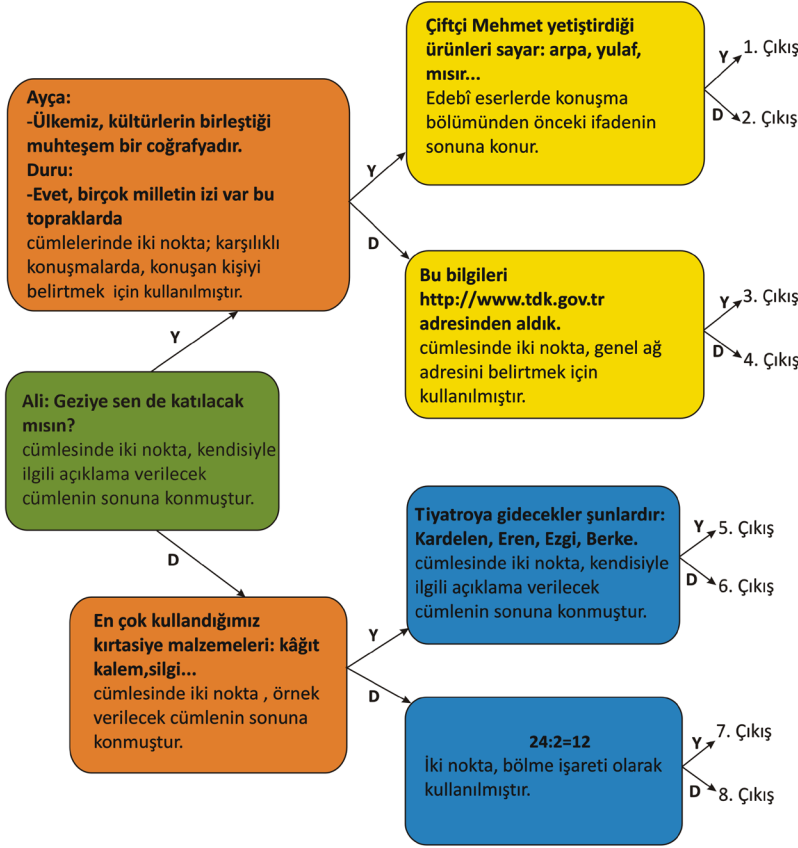 Çiftçi Mehmet yetiştirdiği
ürünleri sayar: arpa, yulaf,
mısır...
Edebî eserlerde konuşma
bölümünden önceki ifadenin
sonuna konur.
Y
1. Çıkış
D
2. Çıkış
Ayça:
-Ülkemiz, kültürlerin birleştiği
muhteşem bir coğrafyadır.
Duru:
-Evet, birçok milletin izi var bu
topraklarda
cümlelerinde iki nokta; karşılıklı
konuşmalarda, konuşan kişiyi
belirtmek için kullanılmıştır.
Y
D
Bu bilgileri
http://www.tdk.gov.tr
adresinden aldık.
cümlesinde iki nokta, genel ağ
adresini belirtmek için
kullanılmıştır.
Y
3. Çıkış
D
4. Çıkış
Y
Ali: Geziye sen de katılacak
mısın?
cümlesinde iki nokta, kendisiyle
ilgili açıklama verilecek
cümlenin sonuna konmuştur.
D
Tiyatroya gidecekler şunlardır:
Kardelen, Eren, Ezgi, Berke.
cümlesinde iki nokta, kendisiyle
ilgili açıklama verilecek
cümlenin sonuna konmuştur.
Y
5. Çıkış
D
6. Çıkış
En çok kullandığımız
kırtasiye malzemeleri: kâğıt
kalem,silgi...
cümlesinde iki nokta , örnek
verilecek cümlenin sonuna
konmuştur.
Y
D
24:2=12
İki nokta, bölme işareti olarak
kullanılmıştır.
Y
7. Çıkış
D
8. Çıkış